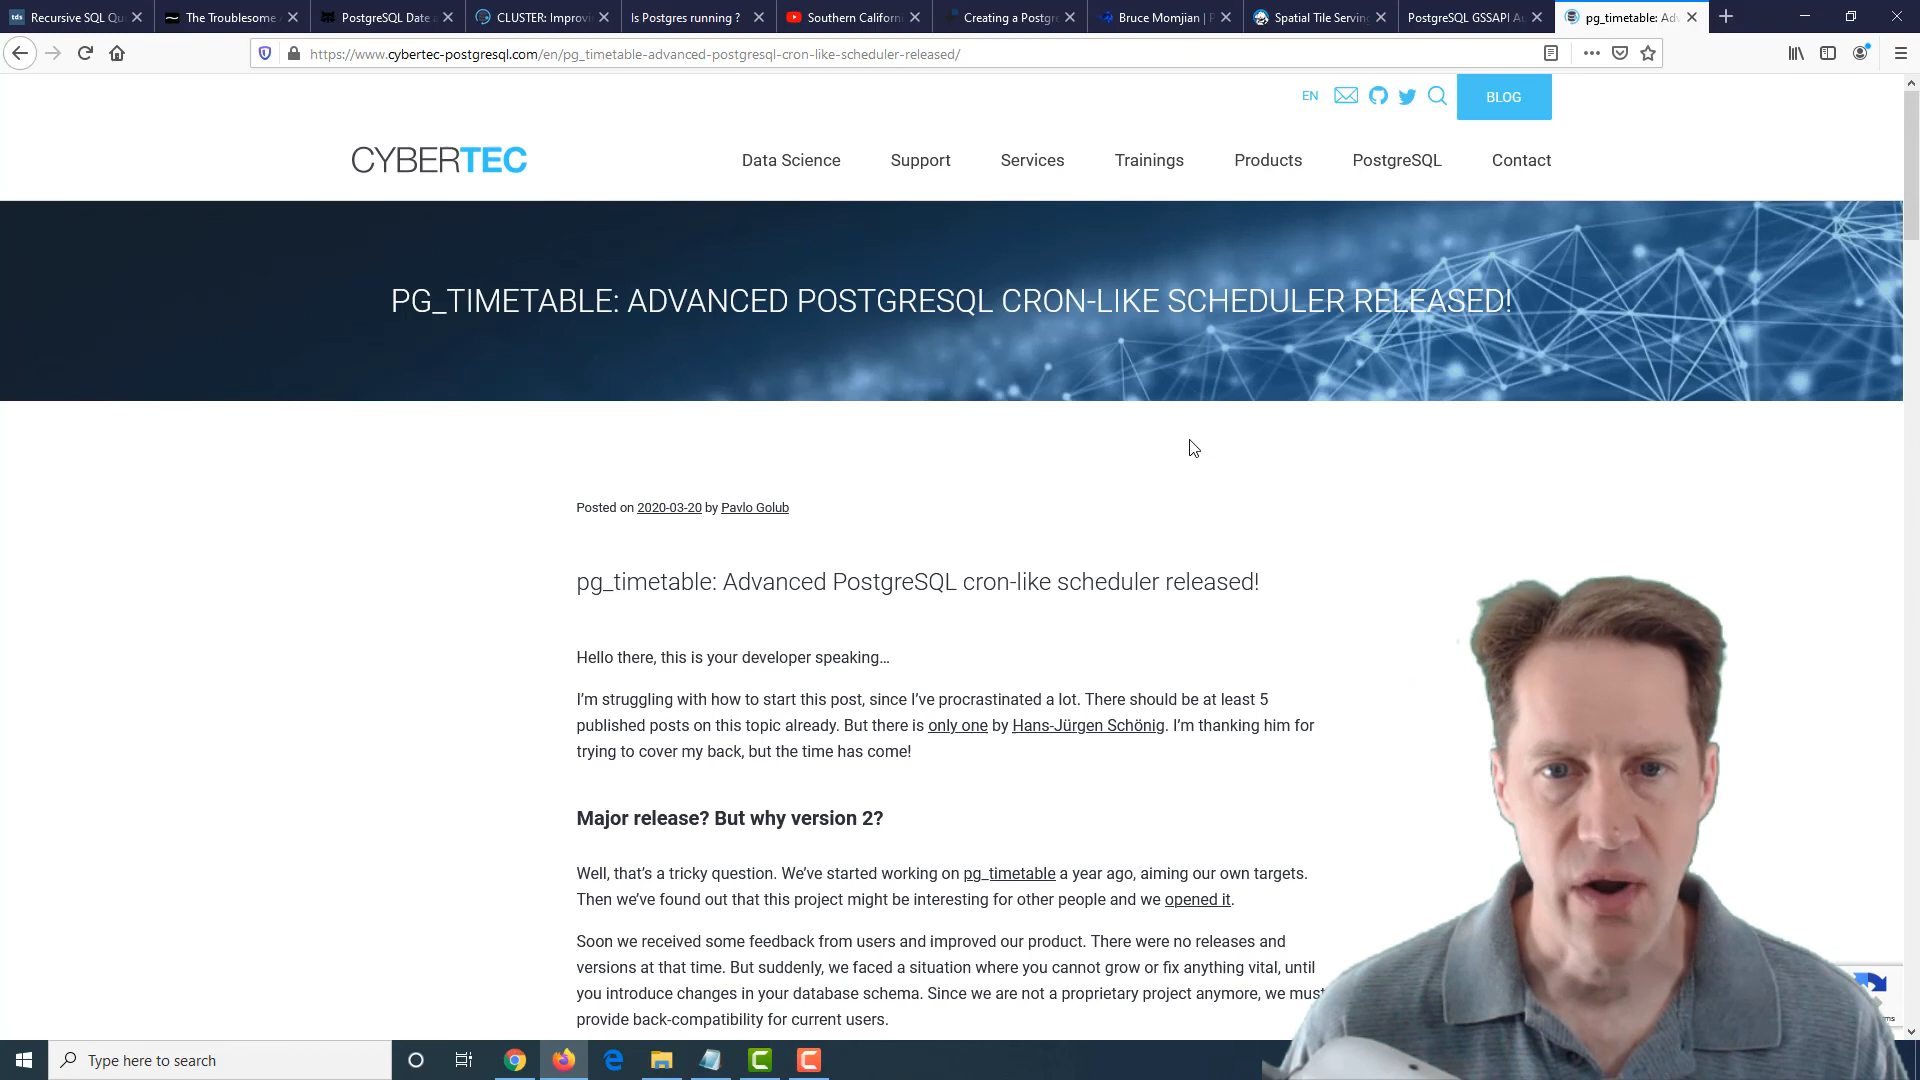 Recursive SQL Qu
The Troublesome
PostgreSQL Date a
CLUSTER: Improvi
Is Postgres running ?
Southern Californ
Creating a Postgr
Bruce Momjian | P
Spatial Tile Serving
PostgreSQL GSSAPI Au
pg_timetable: Adv
https://www.cybertec-postgresql.com/en/pg_timetable-advanced-postgresql-cron-like-scheduler-released/
EN
BLOG
CYBERTEC
Data Science
Support
Services
Trainings
Products
PostgreSQL
Contact
PG_TIMETABLE: ADVANCED POSTGRESQL CRON-LIKE SCHEDULER RELEASED!
Posted on 2020-03-20 by Pavlo Golub
pg_timetable: Advanced PostgreSQL cron-like scheduler released!
Hello there, this is your developer speaking…
I’m struggling with how to start this post, since I’ve procrastinated a lot. There should be at least 5
published posts on this topic already. But there is only one by Hans-Jürgen Schönig. I’m thanking him for
trying to cover my back, but the time has come!
Major release? But why version 2?
Well, that’s a tricky question. We’ve started working on pg_timetable a year ago, aiming our own targets.
Then we’ve found out that this project might be interesting for other people and we opened it.
Soon we received some feedback from users and improved our product. There were no releases and
versions at that time. But suddenly, we faced a situation where you cannot grow or fix anything vital, until
you introduce changes in your database schema. Since we are not a proprietary project anymore, we must
provide back-compatibility for current users.
Type here to search